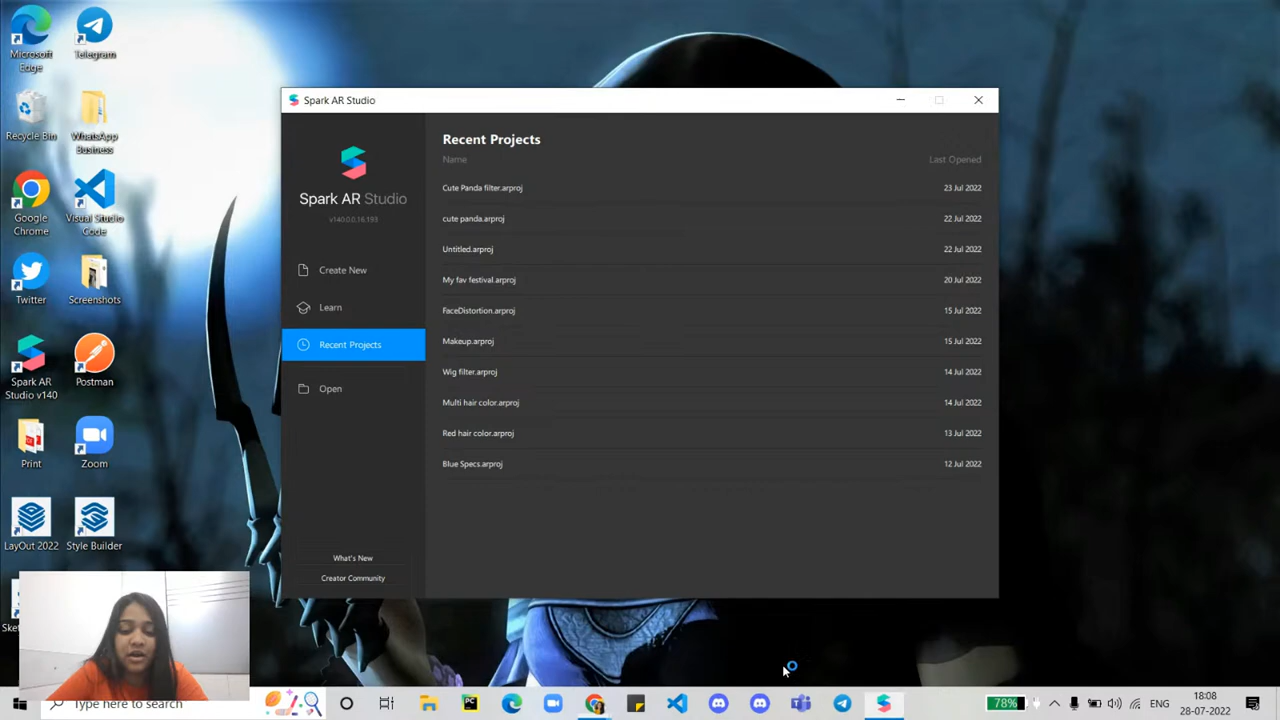 Microsoft
Edge
Telegram
Recycle Bin
WhatsApp
Business
Google
Chrome
Visual Studio
Code
Twitter
Screenshots
Spark AR
Studio v140
Postman
Print
Zoom
LayOut 2022
Style Builder
Spark AR Studio
Spark AR Studio
v140.0.0.16.193
Create New
Learn
Recent Projects
Open
What's New
Creator Community
Recent Projects
Name Last Opened
Cute Panda filter.arproj 23 Jul 2022
cute panda.arproj 22 Jul 2022
Untitled.arproj 22 Jul 2022
My fav festival.arproj 20 Jul 2022
FaceDistortion.arproj 15 Jul 2022
Makeup.arproj 15 Jul 2022
Wig filter.arproj 14 Jul 2022
Multi hair color.arproj 14 Jul 2022
Red hair color.arproj 13 Jul 2022
Blue Specs.arproj 12 Jul 2022
Type here to search
PC
78%
ENG
18:08
28-07-2022